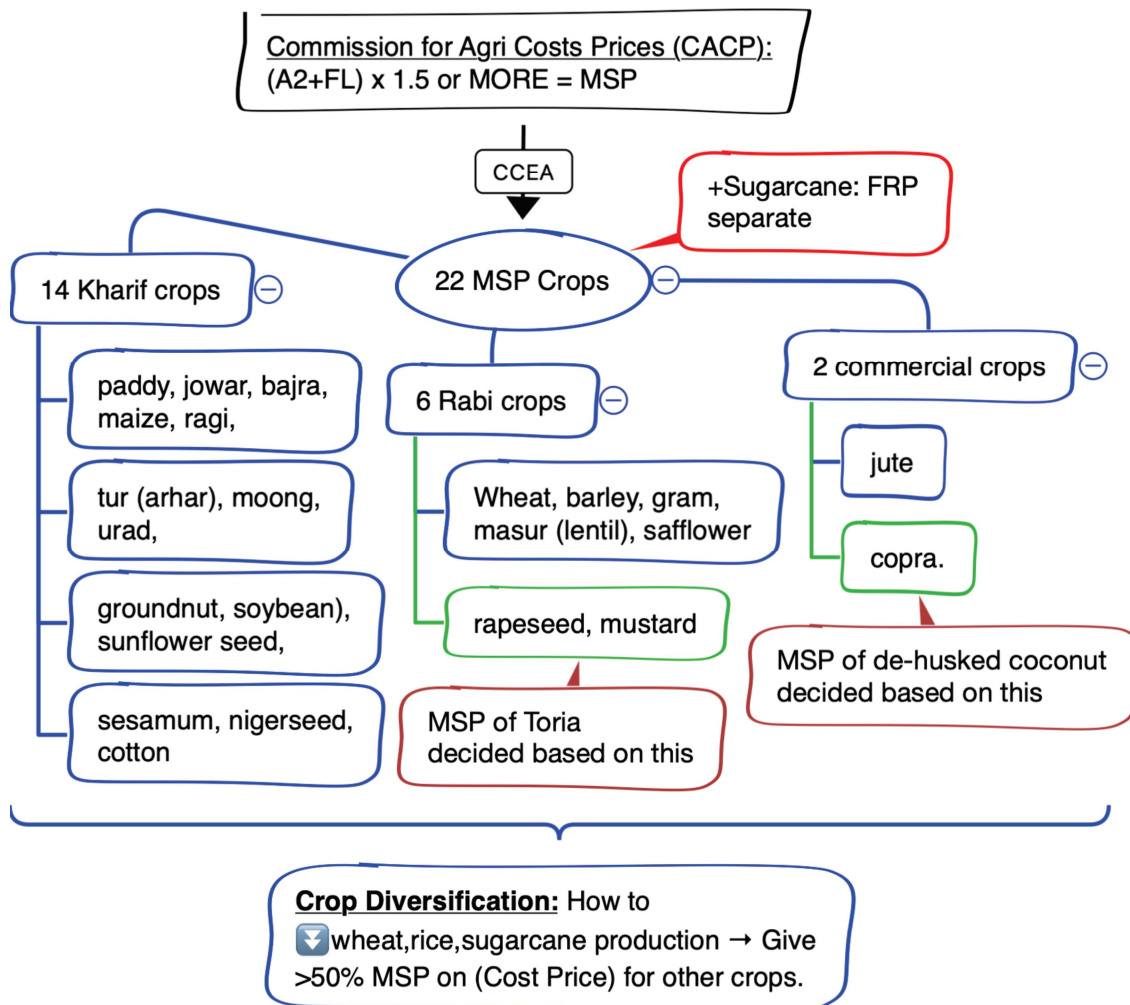 Commission for Agri Costs Prices (CACP):
(A2+FL) x 1.5 or MORE = MSP
CCEA
+Sugarcane: FRP
separate
22 MSP Crops
14 Kharif crops
paddy, jowar, bajra,
maize, ragi,
tur (arhar), moong,
urad,
groundnut, soybean),
sunflower seed,
sesamum, nigerseed,
cotton
6 Rabi crops
Wheat, barley, gram,
masur (lentil), safflower
rapeseed, mustard
MSP of Toria
decided based on this
2 commercial crops
jute
copra.
MSP of de-husked coconut
decided based on this
Crop Diversification: How to
⏬wheat,rice,sugarcane production → Give
>50% MSP on (Cost Price) for other crops.